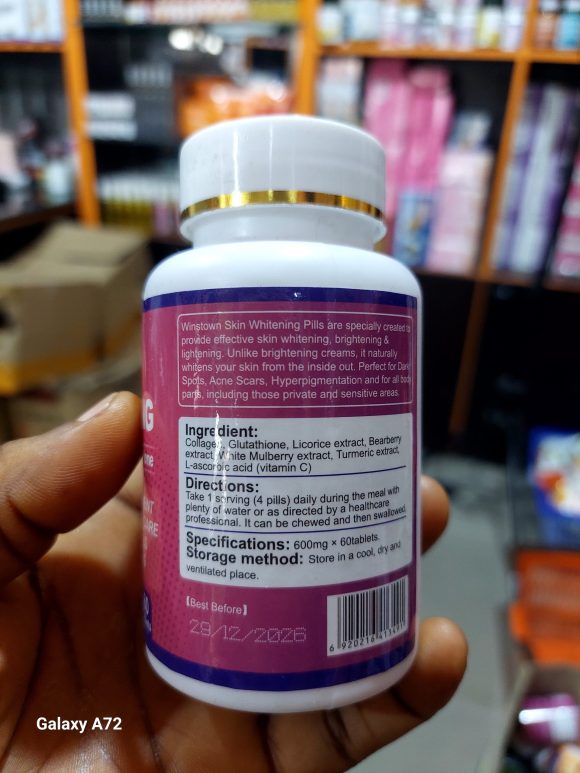 Winstown Skin Whitening Pills are specially created to
provide effective skin whitening, brightening &
lightening. Unlike brightening creams, it naturally
whitens your skin from the inside out. Perfect for Dark
Spots, Acne Scars, Hyperpigmentation and for all body
parts, including those private and sensitive areas.
Ingredient:
Collagen, Glutathione, Licorice extract, Bearberry
extract, White Mulberry extract, Turmeric extract,
L-ascorbic acid (vitamin C)
Directions:
Take 1 serving (4 pills) daily during the meal with
plenty of water or as directed by a healthcare
professional. It can be chewed and then swallowed.
Specifications: 600mg × 60tablets.
Storage method: Store in a cool, dry and
ventilated place.
【Best Before】
29/12/2026
Galaxy A72